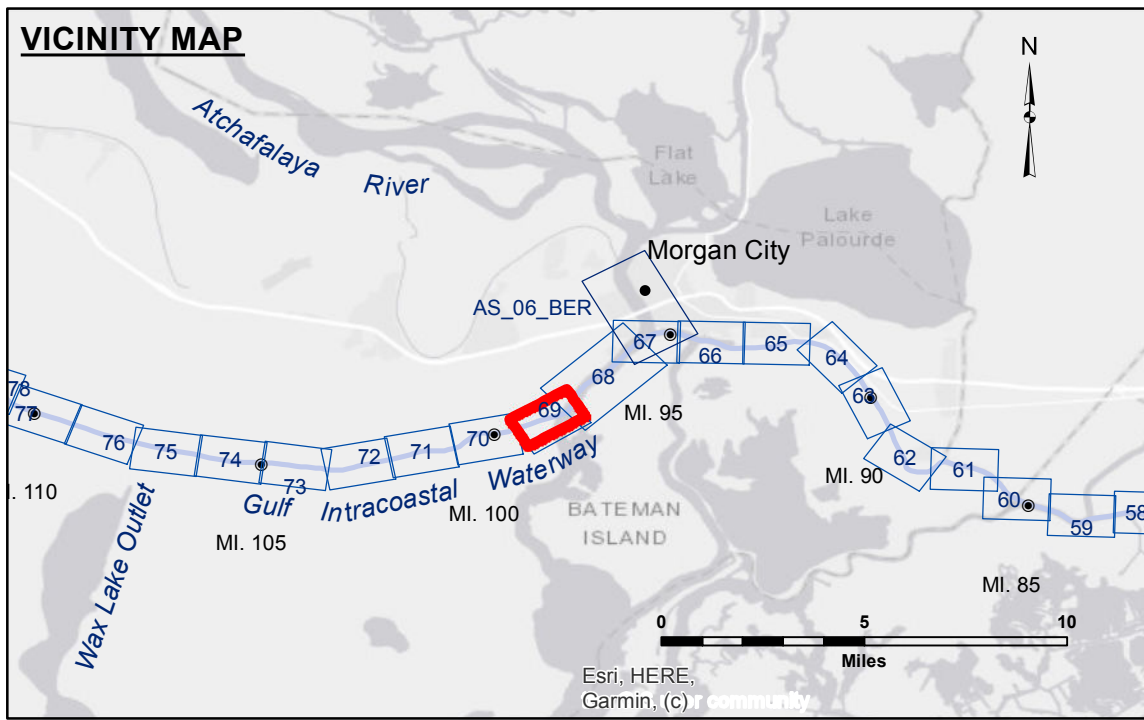 VICINITY MAP
N
Atchafalaya
River
Flat
Lake
Lake
Palourde
Morgan City
AS_06_BER
67
66
65
64
68
63
78
77
69
MI. 95
70
76
75
74
73
72
71
62
61
60
59
58
MI. 90
Waterway
Intracoastal
Gulf
MI. 100
MI. 105
BATEMAN
ISLAND
Wax Lake Outlet
MI. 85
0
5
10
Miles
Esri, HERE,
Garmin, (c)
community